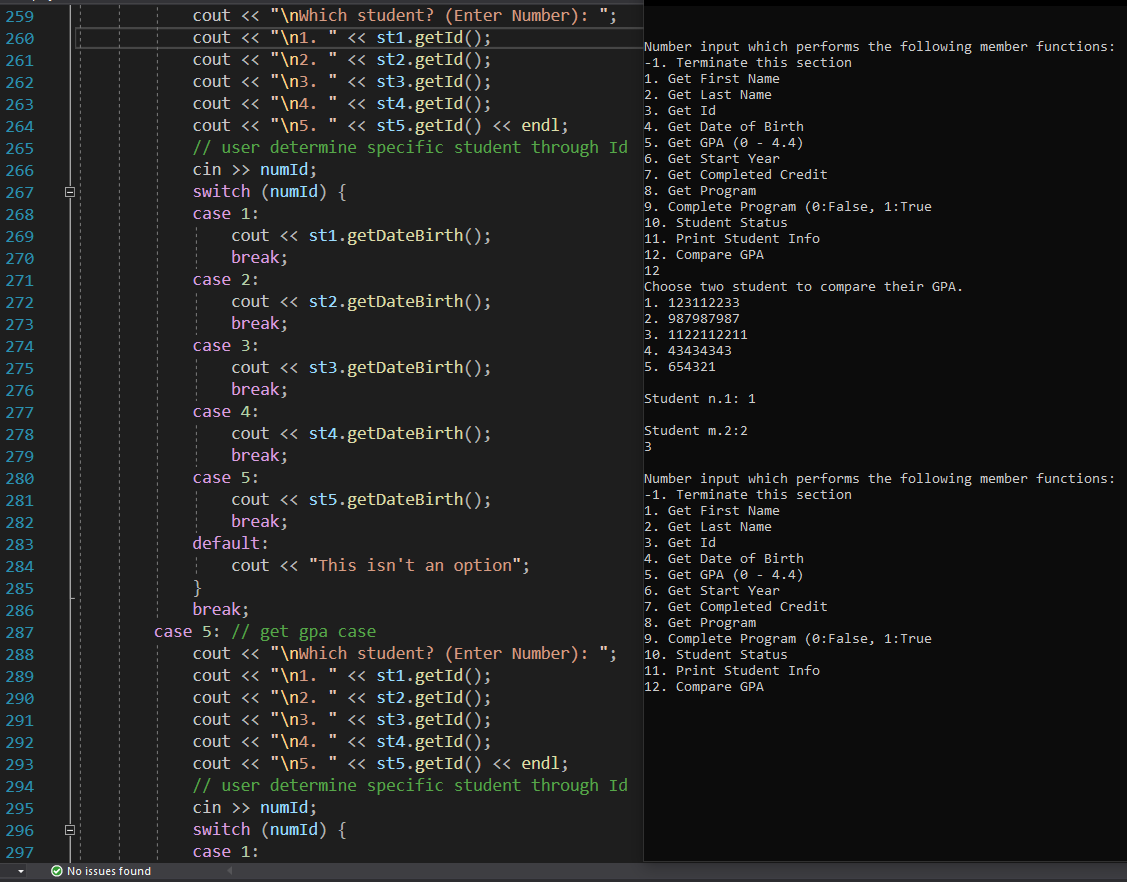 259 cout << "\nWhich student? (Enter Number): ";
260 cout << "\n1. " << st1.getId();
261 cout << "\n2. " << st2.getId();
262 cout << "\n3. " << st3.getId();
263 cout << "\n4. " << st4.getId();
264 cout << "\n5. " << st5.getId() << endl;
265 // user determine specific student through Id
266 cin >> numId;
267 switch (numId) {
268 case 1:
269 cout << st1.getDateBirth();
270 break;
271 case 2:
272 cout << st2.getDateBirth();
273 break;
274 case 3:
275 cout << st3.getDateBirth();
276 break;
277 case 4:
278 cout << st4.getDateBirth();
279 break;
280 case 5:
281 cout << st5.getDateBirth();
282 break;
283 default:
284 cout << "This isn't an option";
285 }
286 break;
287 case 5: // get gpa case
288 cout << "\nWhich student? (Enter Number): ";
289 cout << "\n1. " << st1.getId();
290 cout << "\n2. " << st2.getId();
291 cout << "\n3. " << st3.getId();
292 cout << "\n4. " << st4.getId();
293 cout << "\n5. " << st5.getId() << endl;
294 // user determine specific student through Id
295 cin >> numId;
296 switch (numId) {
297 case 1:
No issues found
Number input which performs the following member functions:
-1. Terminate this section
1. Get First Name
2. Get Last Name
3. Get Id
4. Get Date of Birth
5. Get GPA (0 - 4.4)
6. Get Start Year
7. Get Completed Credit
8. Get Program
9. Complete Program (0:False, 1:True
10. Student Status
11. Print Student Info
12. Compare GPA
12
Choose two student to compare their GPA.
1. 123112233
2. 987987987
3. 1122112211
4. 43434343
5. 654321
Student n.1: 1
Student m.2:2
3
Number input which performs the following member functions:
-1. Terminate this section
1. Get First Name
2. Get Last Name
3. Get Id
4. Get Date of Birth
5. Get GPA (0 - 4.4)
6. Get Start Year
7. Get Completed Credit
8. Get Program
9. Complete Program (0:False, 1:True
10. Student Status
11. Print Student Info
12. Compare GPA